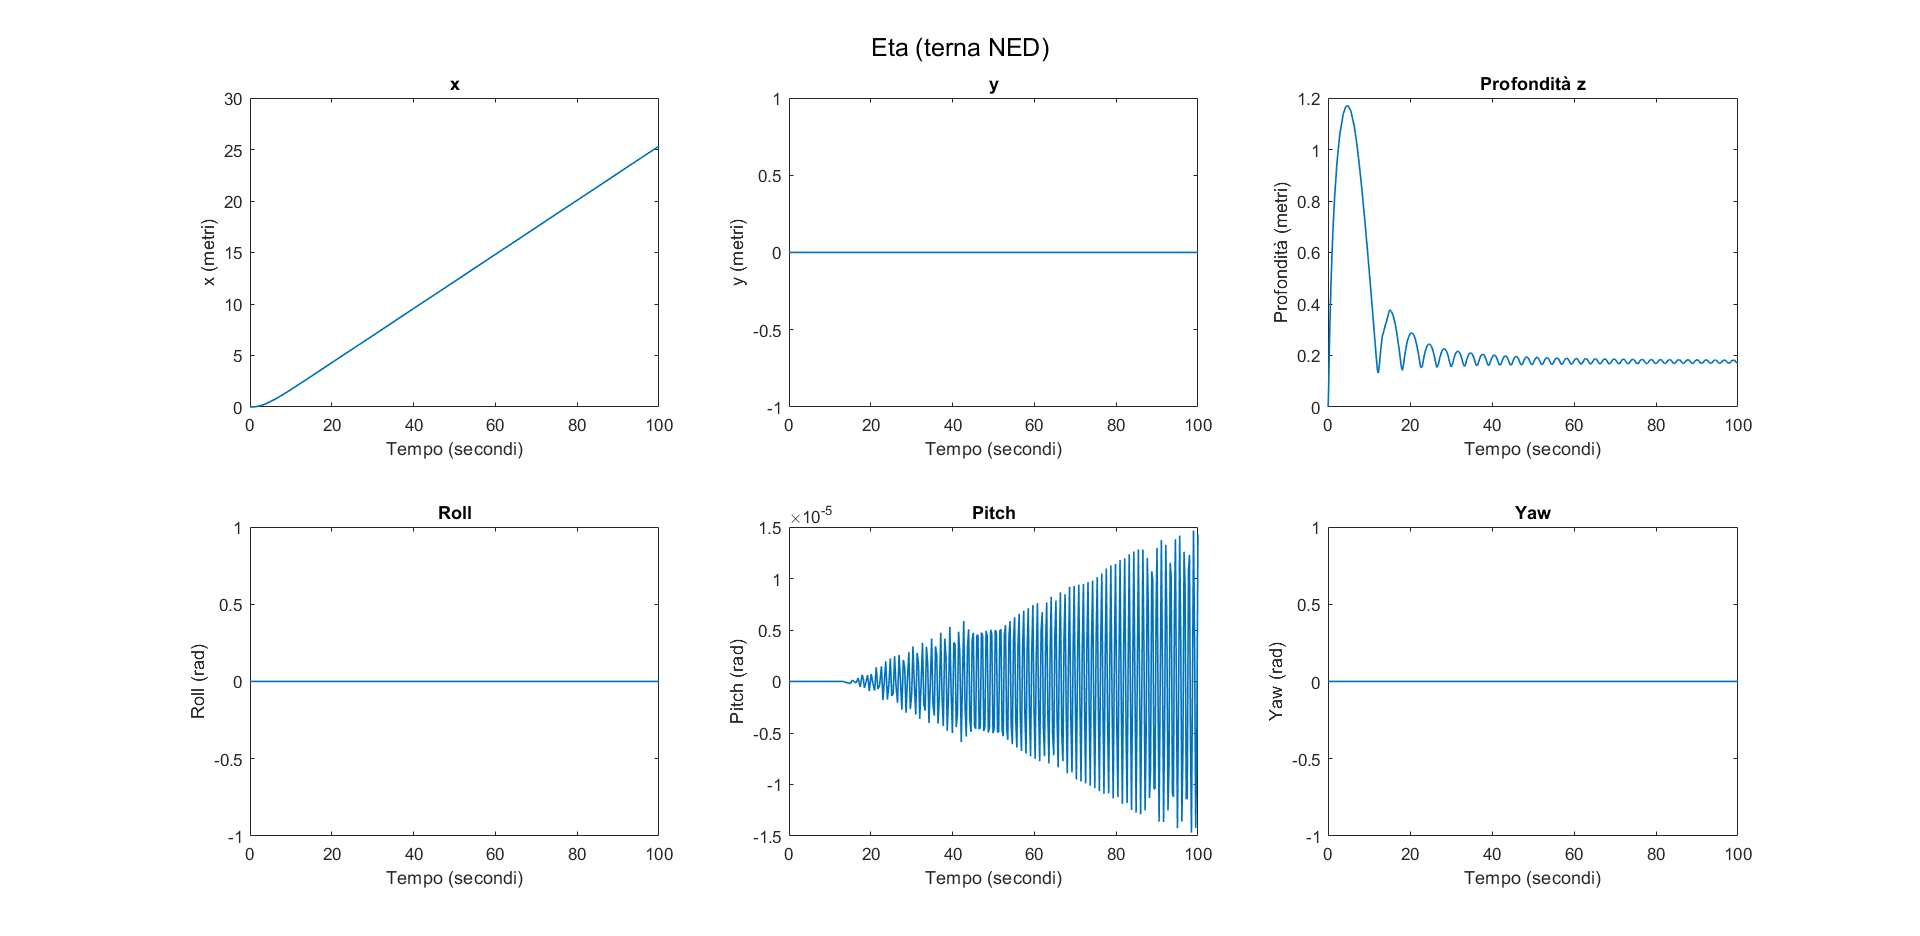 Eta (terna NED)
x
30
25
20
15
10
5
0
x (metri)
0 20 40 60 80 100
Tempo (secondi)
y
1
0.5
0
-0.5
-1
y (metri)
0 20 40 60 80 100
Tempo (secondi)
Profondità z
1.2
1
0.8
0.6
0.4
0.2
0
Profondità (metri)
0 20 40 60 80 100
Tempo (secondi)
Roll
1
0.5
0
-0.5
-1
Roll (rad)
0 20 40 60 80 100
Tempo (secondi)
Pitch
×10⁻⁵
1.5
1
0.5
0
-0.5
-1
-1.5
Pitch (rad)
0 20 40 60 80 100
Tempo (secondi)
Yaw
1
0.5
0
-0.5
-1
Yaw (rad)
0 20 40 60 80 100
Tempo (secondi)